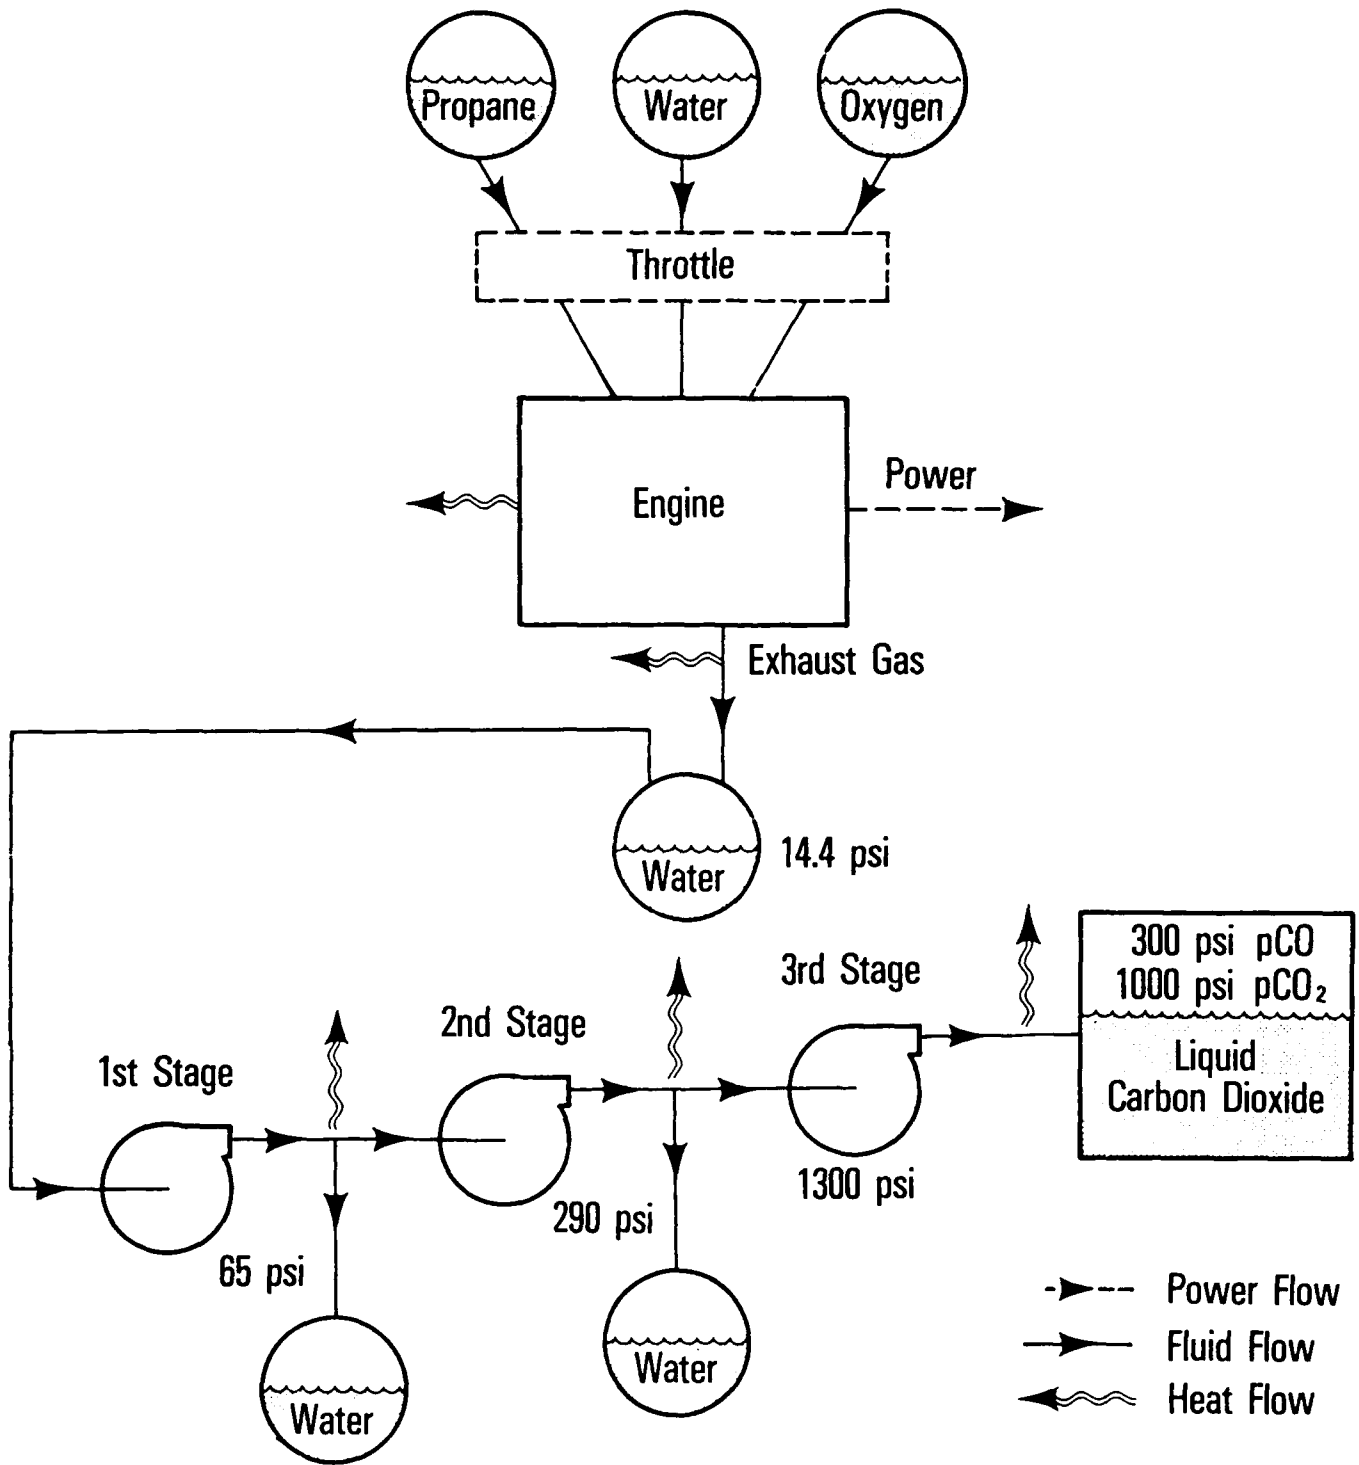 Propane
Water
Oxygen
Throttle
Engine
Power
Exhaust Gas
Water
14.4 psi
300 psi pCO
1000 psi pCO₂
Liquid
Carbon Dioxide
3rd Stage
2nd Stage
1st Stage
1300 psi
290 psi
65 psi
Water
Water
Power Flow
Fluid Flow
Heat Flow